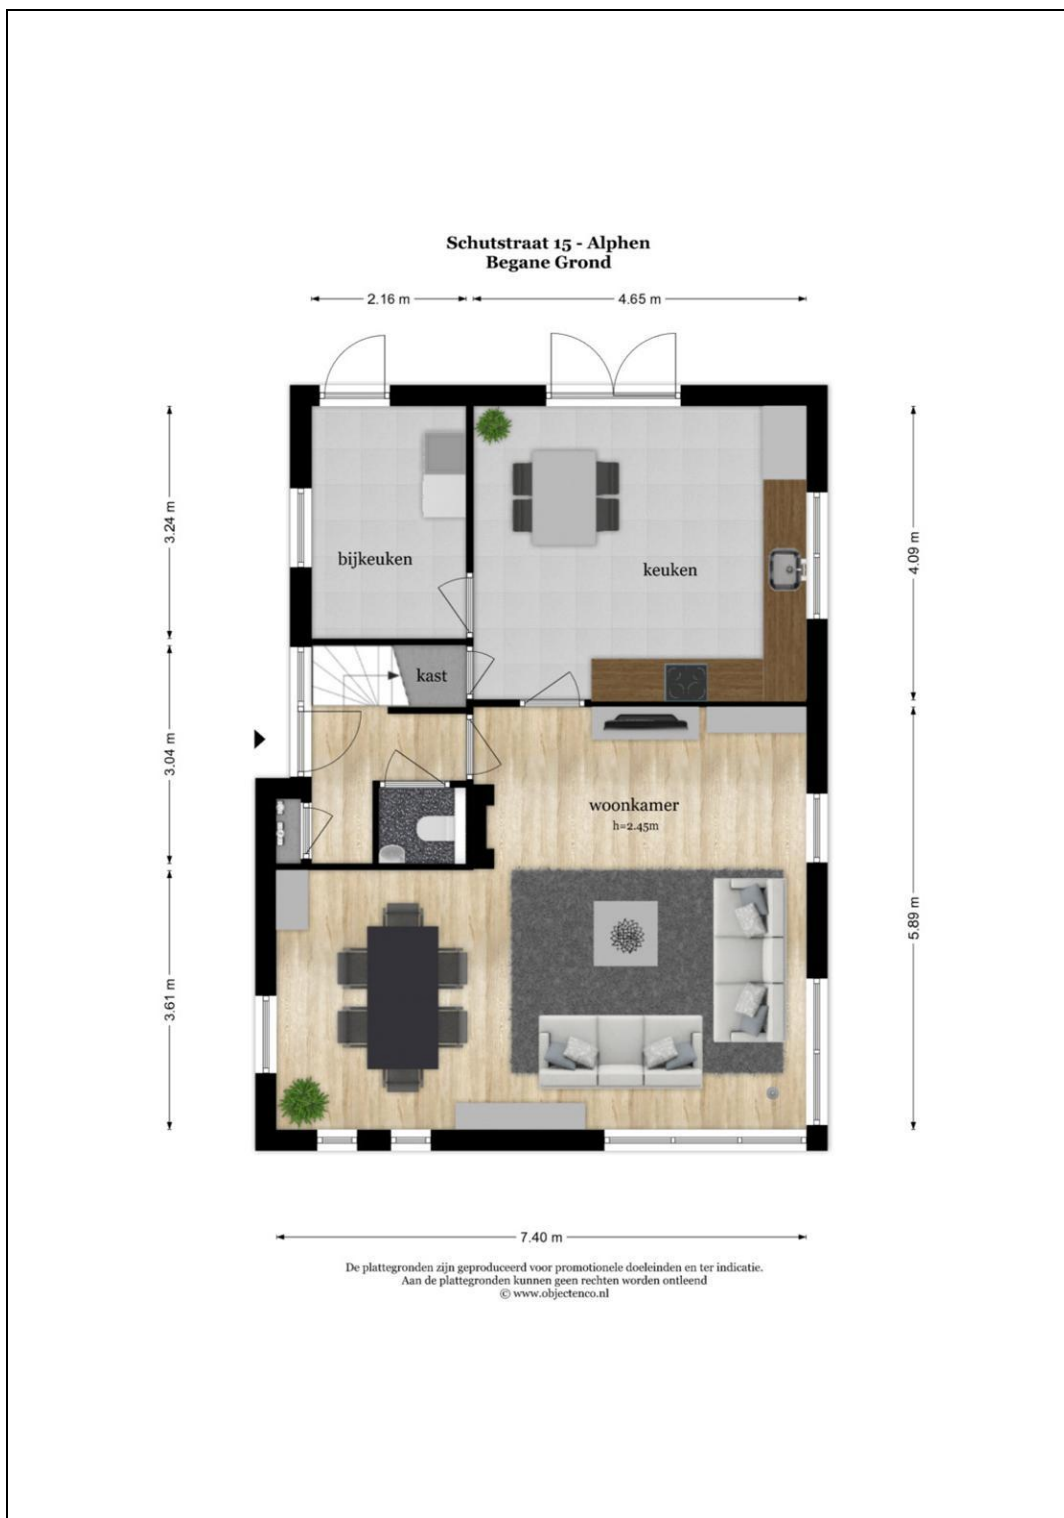 Schutstraat 15 - Alphen
Begane Grond
2.16 m
4.65 m
3.24 m
4.09 m
bijkeuken
keuken
kast
3.04 m
woonkamer
h=2.45m
5.89 m
3.61 m
7.40 m
De plattegronden zijn geproduceerd voor promotionele doeleinden en ter indicatie.
Aan de plattegronden kunnen geen rechten worden ontleend
© www.objectenco.nl